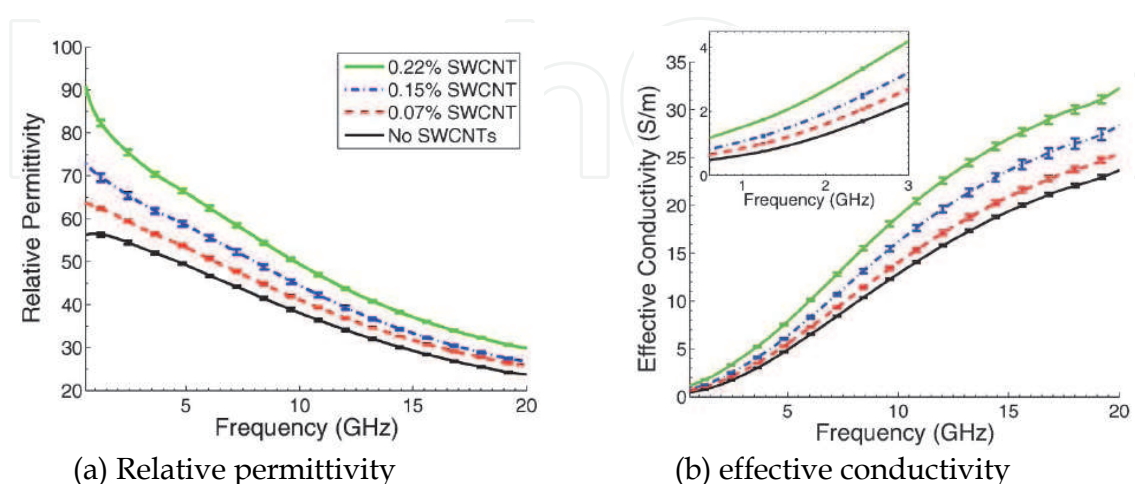 100
90
80
70
60
50
40
30
20
5
10
15
20
Relative Permittivity
Frequency (GHz)
0.22% SWCNT
0.15% SWCNT
0.07% SWCNT
No SWCNTs
(a) Relative permittivity
35
30
25
20
15
10
5
0
5
10
15
20
Effective Conductivity (S/m)
Frequency (GHz)
4
2
0
1
2
3
Frequency (GHz)
(b) effective conductivity